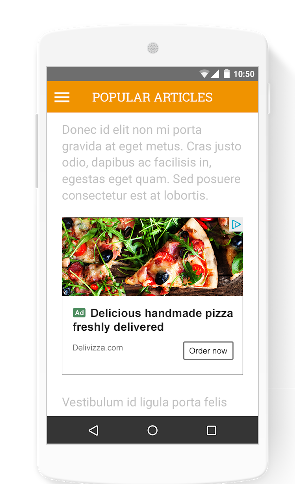 10:50
POPULAR ARTICLES
Donec id elit non mi porta
gravida at eget metus. Cras justo
odio, dapibus ac facilisis in,
egestas eget quam. Sed posuere
consectetur est at lobortis.
Ad Delicious handmade pizza
freshly delivered
Delivizza.com
Order now
Vestibulum id ligula porta felis